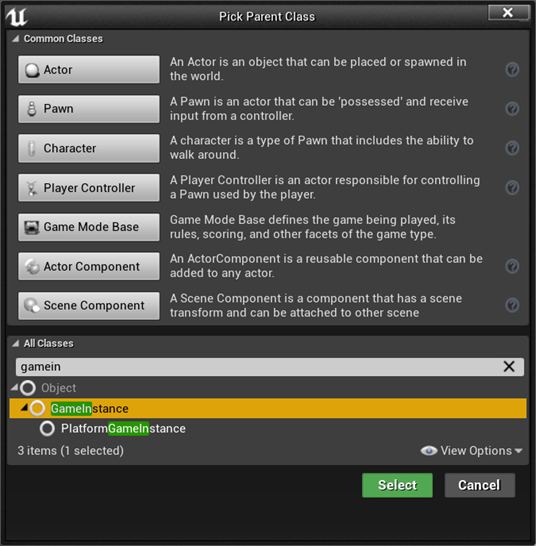 Pick Parent Class
Common Classes
Actor
An Actor is an object that can be placed or spawned in
the world.
Pawn
A Pawn is an actor that can be 'possessed' and receive
input from a controller.
Character
A character is a type of Pawn that includes the ability to
walk around.
Player Controller
A Player Controller is an actor responsible for controlling
a Pawn used by the player.
Game Mode Base
Game Mode Base defines the game being played, its
rules, scoring, and other facets of the game type.
Actor Component
An ActorComponent is a reusable component that can be
added to any actor.
Scene Component
A Scene Component is a component that has a scene
transform and can be attached to other scene
All Classes
gamein
Object
GameInstance
PlatformGameInstance
3 items (1 selected)
View Options
Select
Cancel